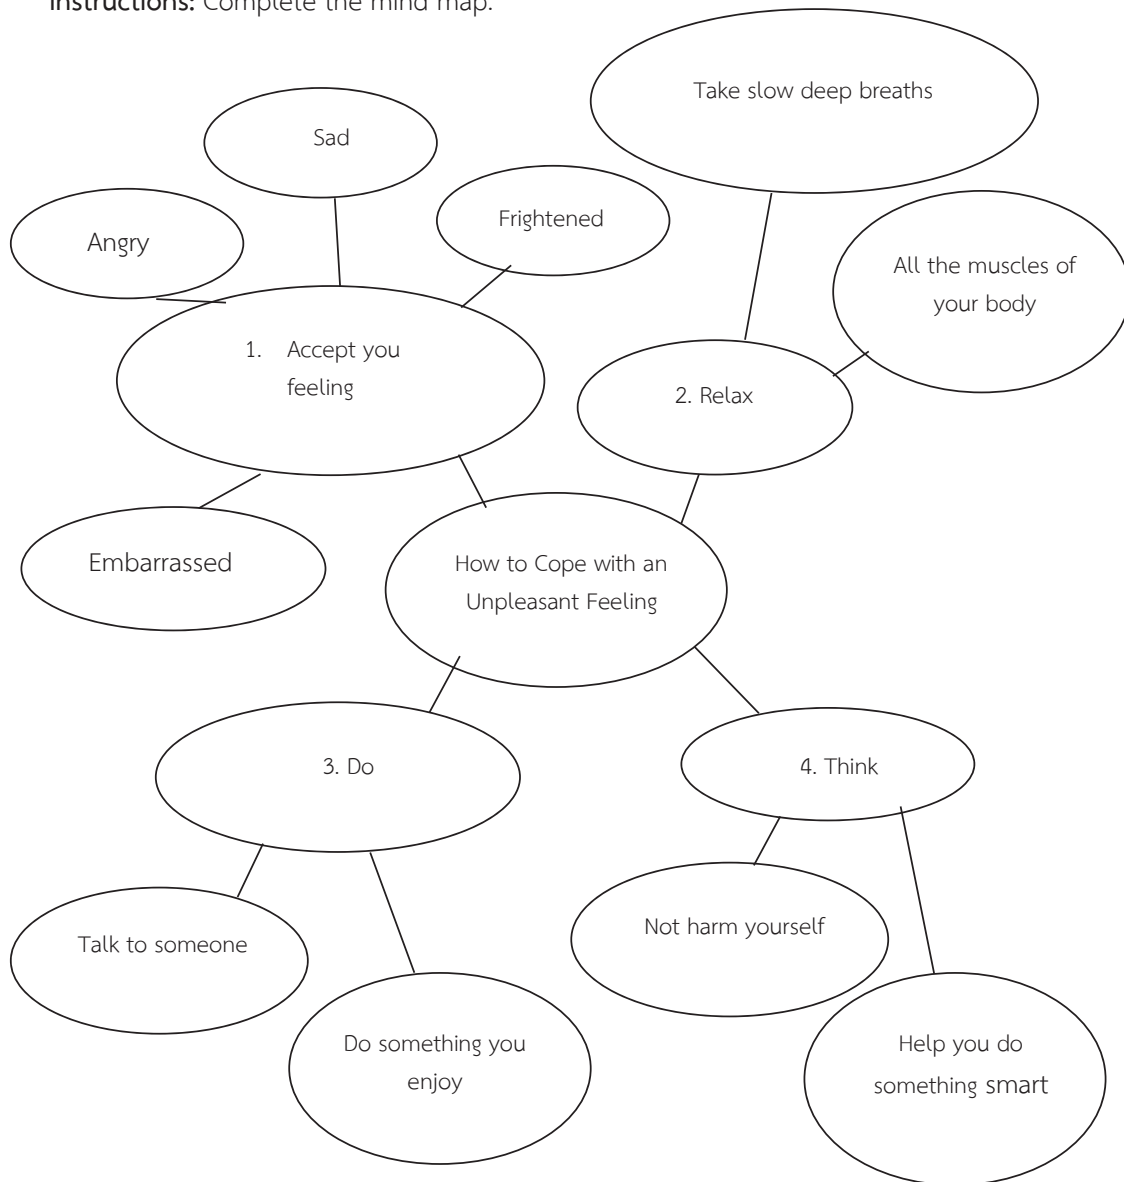 Instructions: Complete the mind map.
Take slow deep breaths
Sad
Frightened
Angry
All the muscles of
your body
1. Accept you
feeling
2. Relax
Embarrassed
How to Cope with an
Unpleasant Feeling
3. Do
4. Think
Talk to someone
Not harm yourself
Do something you
enjoy
Help you do
something smart